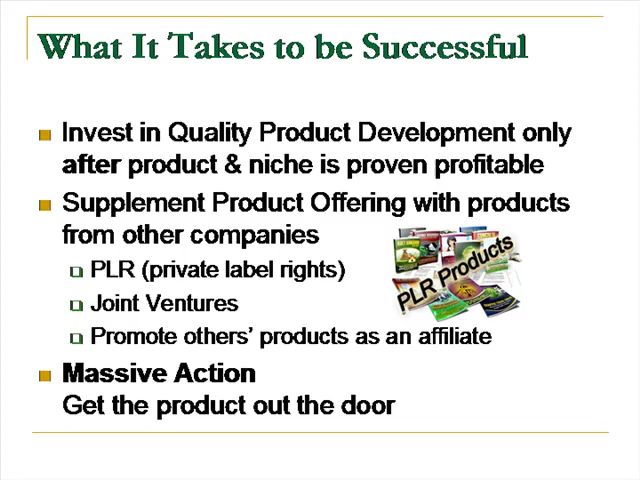 What It Takes to be Successful
Invest in Quality Product Development only
after product & niche is proven profitable
Supplement Product Offering with products
from other companies
PLR (private label rights)
Joint Ventures
Promote others' products as an affiliate
PLR Products
Massive Action
Get the product out the door